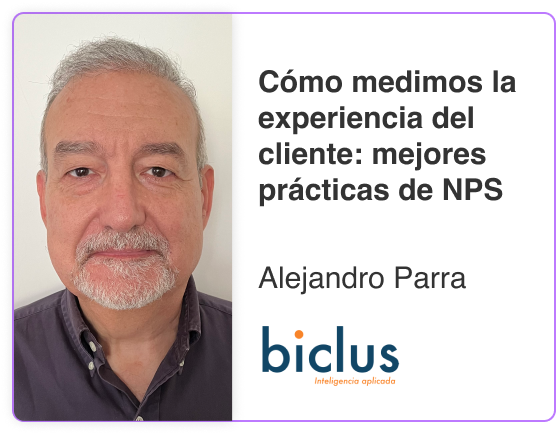 Cómo medimos la
experiencia del
cliente: mejores
prácticas de NPS
Alejandro Parra
biclus
Inteligencia aplicada